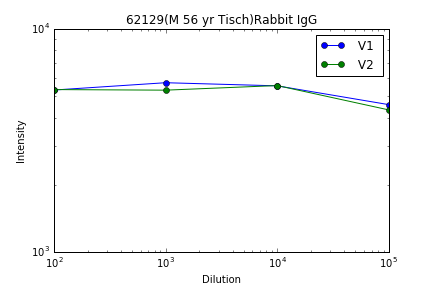 62129(M 56 yr Tisch)Rabbit IgG
10^4
V1
V2
Intensity
10^3
10^2
10^3
10^4
10^5
Dilution